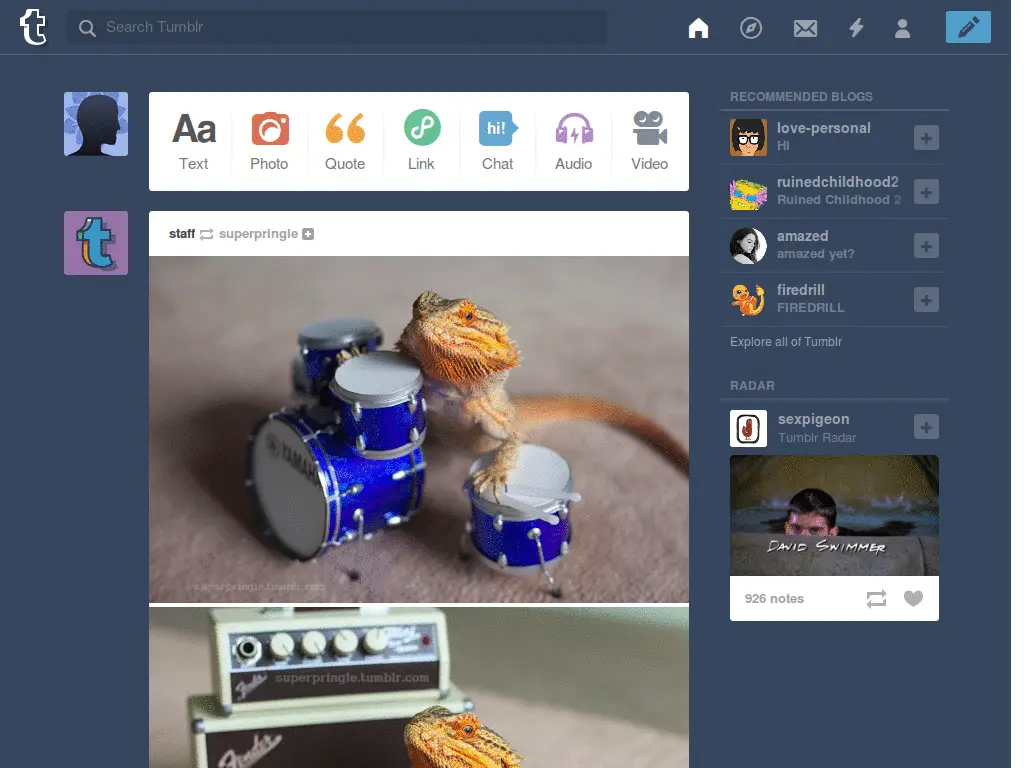 t
Search Tumblr
Aa
Text
Photo
Quote
Link
hi!
Chat
Audio
Video
t
staff superpringle
YAMAH
superpringle.tumblr.com
superpringle.tumblr.com
Fender
Fender
RECOMMENDED BLOGS
love-personal
HI
ruinedchildhood2
Ruined Childhood 2
amazed
amazed yet?
firedrill
FIREDRILL
Explore all of Tumblr
RADAR
sexpigeon
Tumblr Radar
DAVID SWIMMER
926 notes